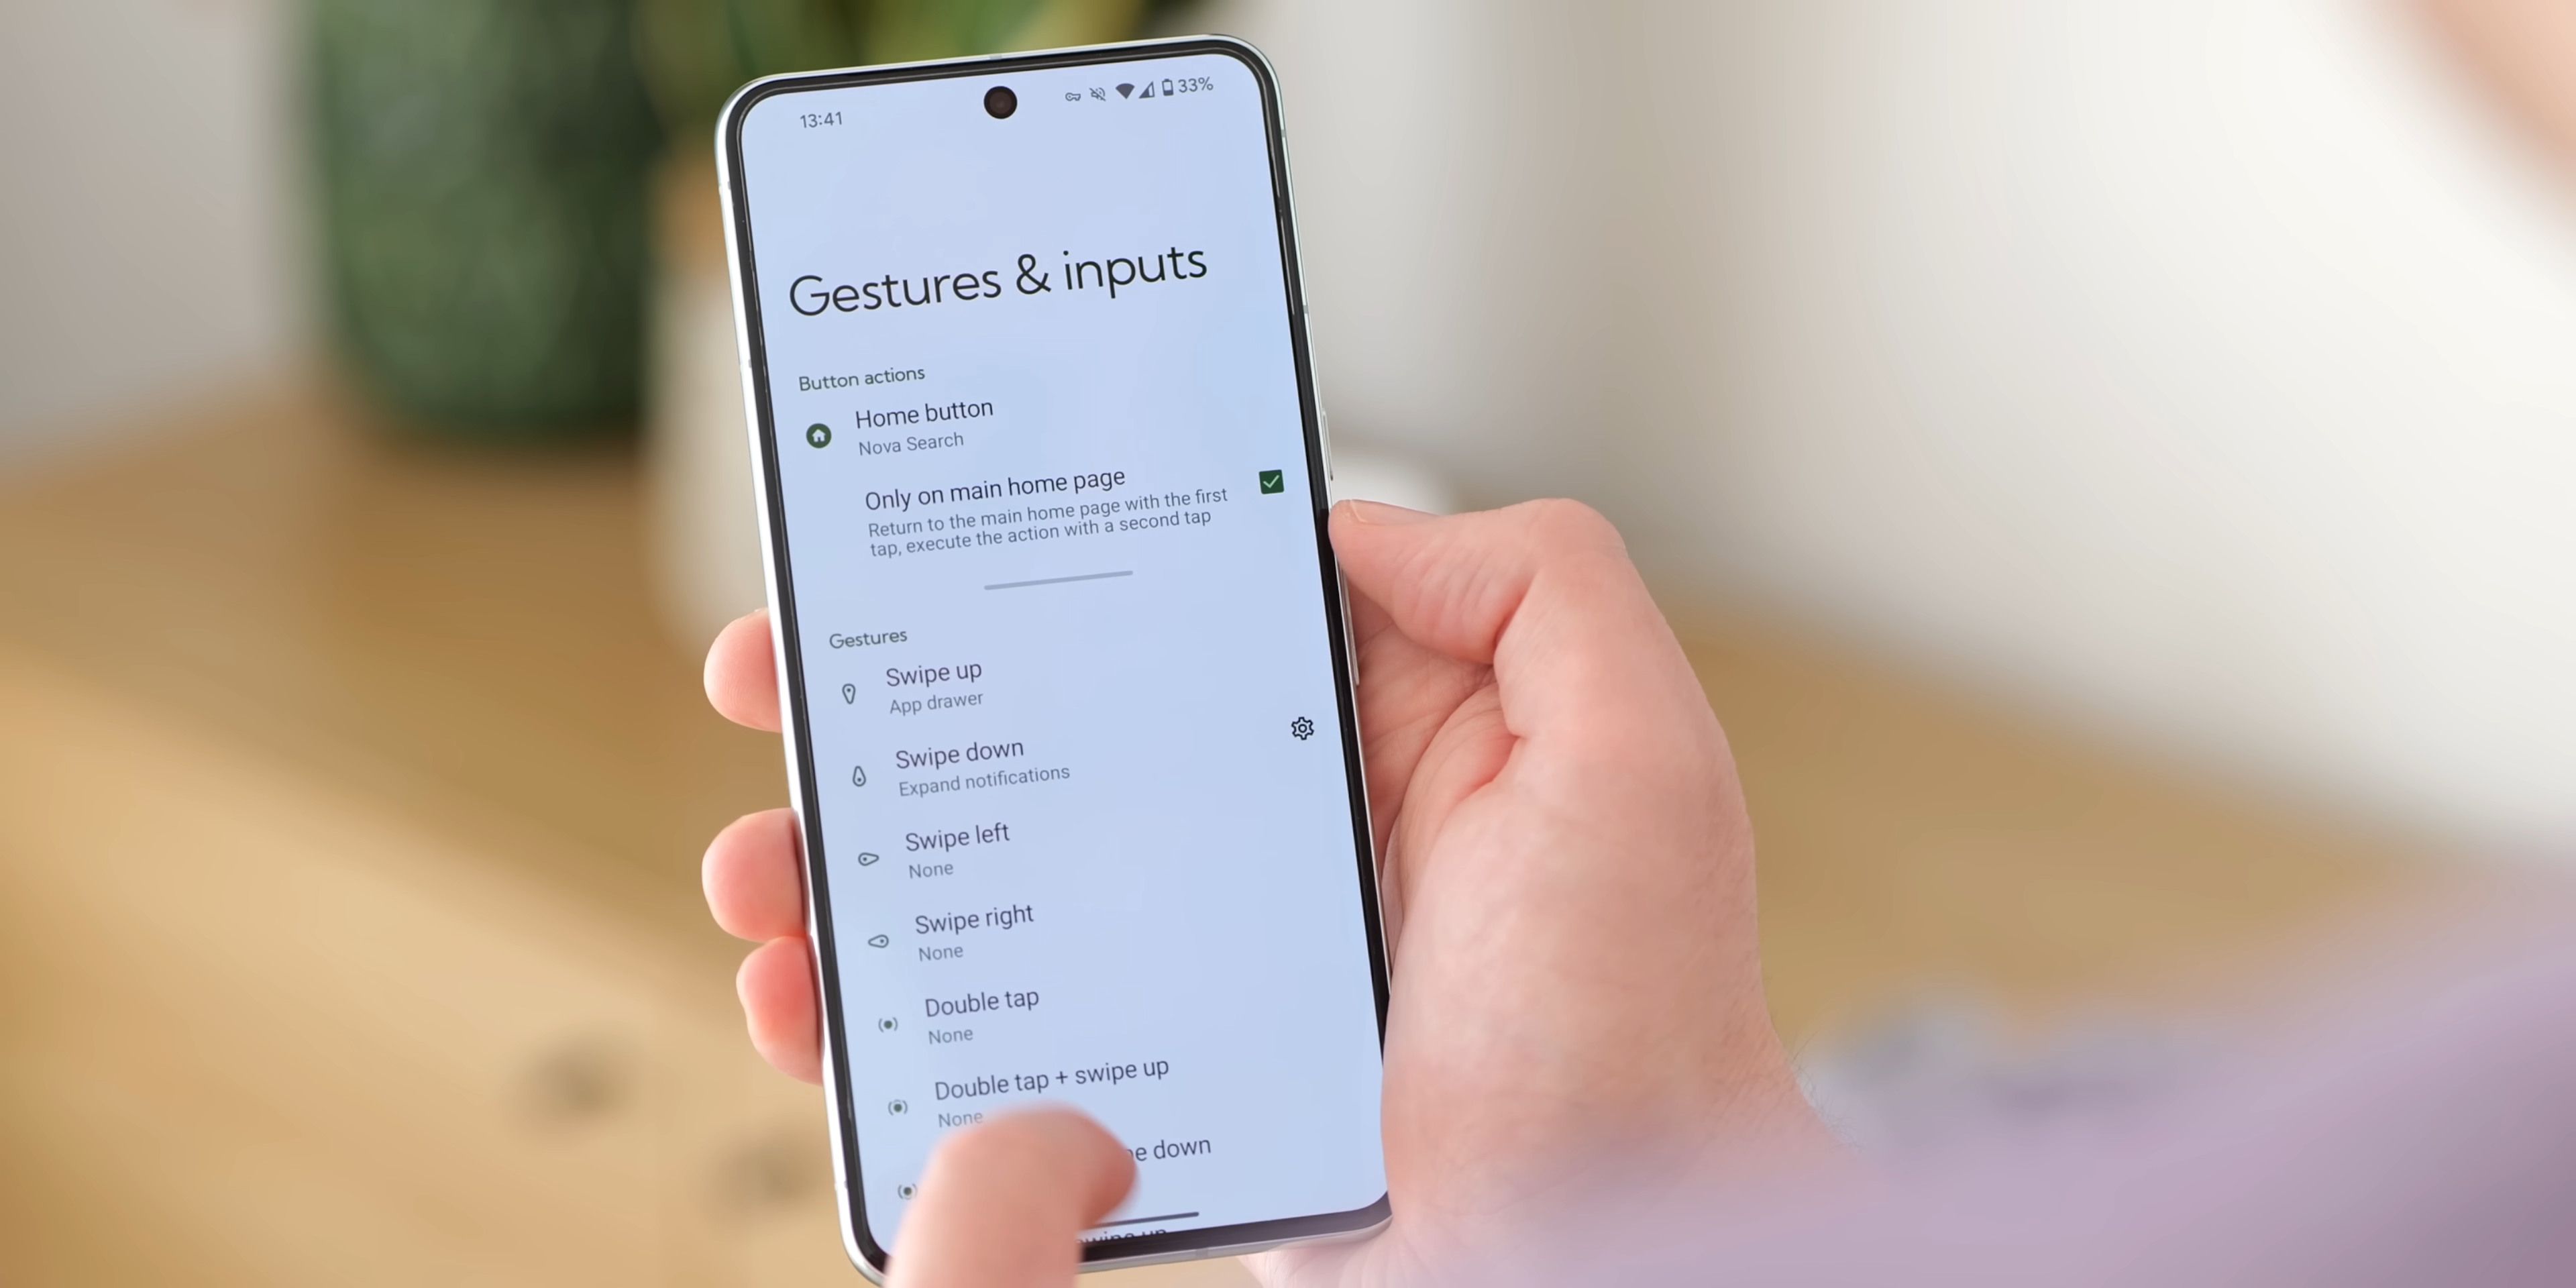 13:41
33%
Gestures & inputs
Button actions
Home button
Nova Search
Only on main home page
Return to the main home page with the first
tap, execute the action with a second tap
Gestures
Swipe up
App drawer
Swipe down
Expand notifications
Swipe left
None
Swipe right
None
Double tap
None
Double tap + swipe up
None
down